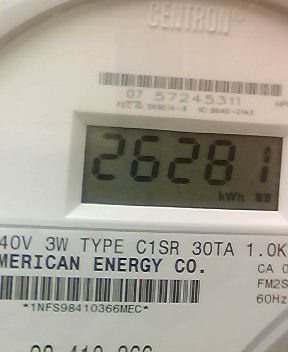 CENTRON®
07 57245311
26281
kWh
40V 3W TYPE C1SR 30TA 1.0K
MERICAN ENERGY CO.
CA 0
FM2S
60Hz
*1NFS98410366MEC*